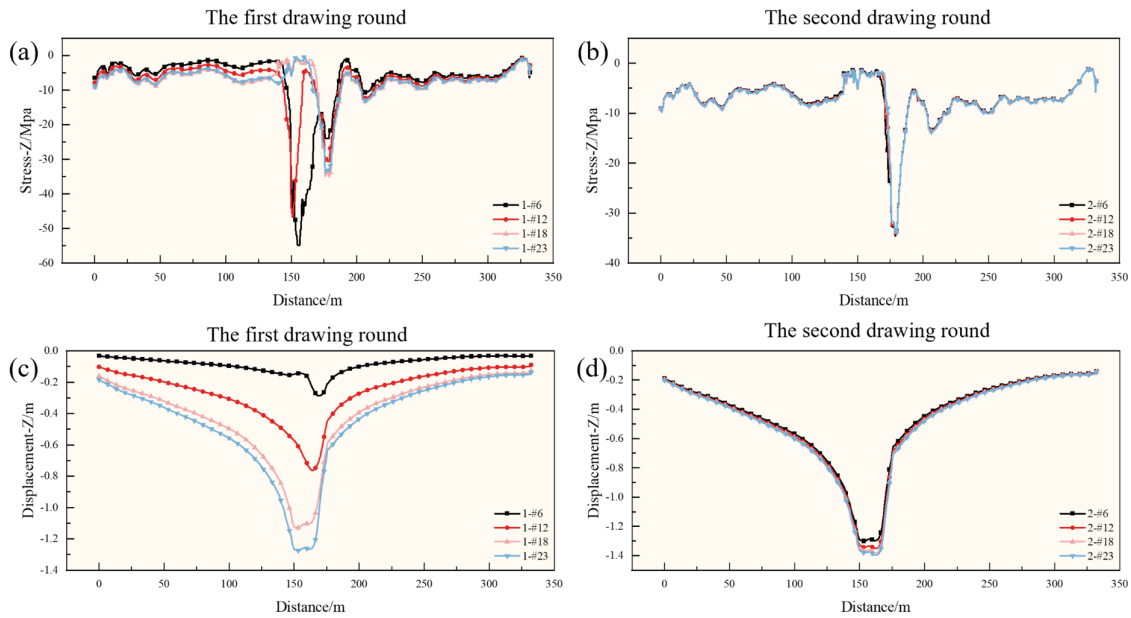 The first drawing round
The second drawing round
(a)
(b)
0
-10
-20
-30
-40
-50
-60
Stress-Z/Mpa
1-#6
1-#12
1-#18
1-#23
0 50 100 150 200 250 300 350
Distance/m
0
-10
-20
-30
-40
Stress-Z/Mpa
2-#6
2-#12
2-#18
2-#23
0 50 100 150 200 250 300 350
Distance/m
The first drawing round
The second drawing round
(c)
(d)
0.0
-0.2
-0.4
-0.6
-0.8
-1.0
-1.2
-1.4
Displacement-Z/m
1-#6
1-#12
1-#18
1-#23
0 50 100 150 200 250 300 350
Distance/m
0.0
-0.2
-0.4
-0.6
-0.8
-1.0
-1.2
-1.4
Displacement-Z/m
2-#6
2-#12
2-#18
2-#23
0 50 100 150 200 250 300 350
Distance/m